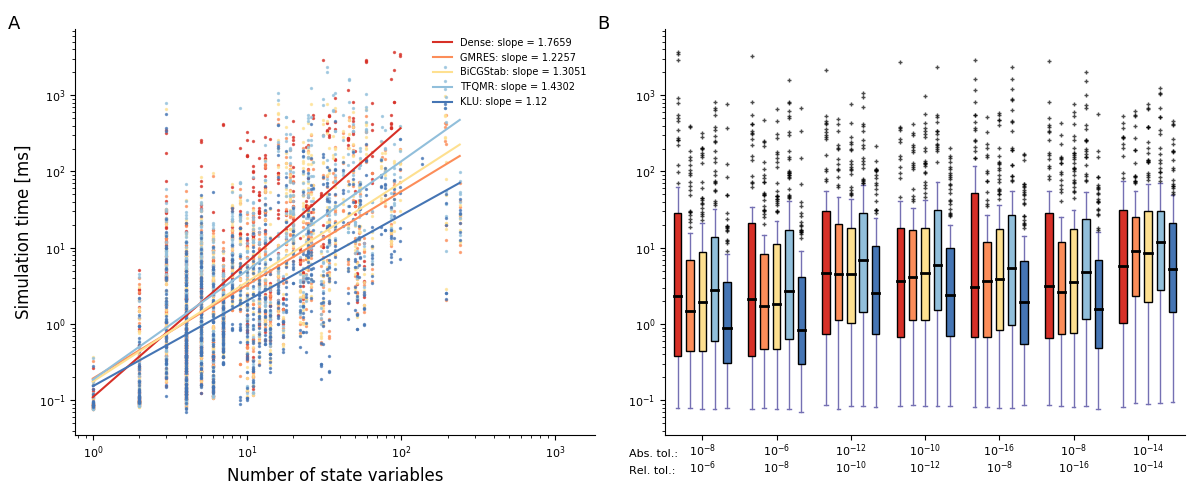 A
Simulation time [ms]
10³
10²
10¹
10⁰
10⁻¹
Dense: slope = 1.7659
GMRES: slope = 1.2257
BiCGStab: slope = 1.3051
TFQMR: slope = 1.4302
KLU: slope = 1.12
10⁰ 10¹ 10² 10³
Number of state variables
B
10³
10²
10¹
10⁰
10⁻¹
Abs. tol.: 10⁻⁸ 10⁻⁶ 10⁻¹² 10⁻¹⁰ 10⁻¹⁶ 10⁻⁸ 10⁻¹⁴
Rel. tol.: 10⁻⁶ 10⁻⁸ 10⁻¹⁰ 10⁻¹² 10⁻⁸ 10⁻¹⁶ 10⁻¹⁴